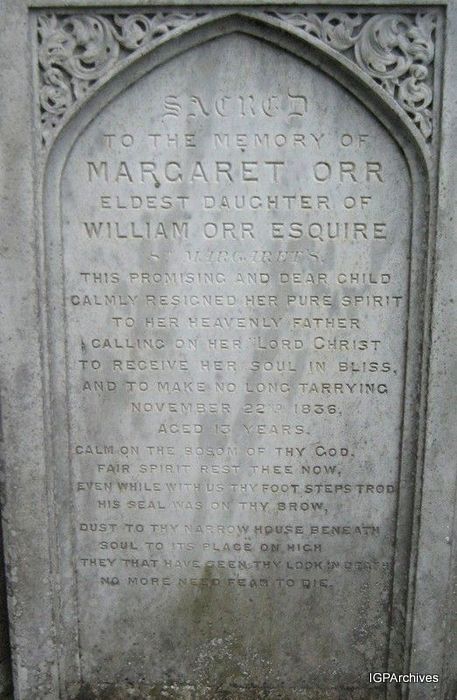 SACRED
TO THE MEMORY OF
MARGARET ORR
ELDEST DAUGHTER OF
WILLIAM ORR ESQUIRE
ST MARGARETS.
THIS PROMISING AND DEAR CHILD
CALMLY RESIGNED HER PURE SPIRIT
TO HER HEAVENLY FATHER
CALLING ON HER "LORD CHRIST
TO RECEIVE HER SOUL IN BLISS,
AND TO MAKE NO LONG TARRYING
NOVEMBER 22ND 1836.
AGED 13 YEARS.
CALM ON THE BOSOM OF THY GOD,
FAIR SPIRIT REST THEE NOW,
EVEN WHILE WITH US THY FOOT STEPS TROD
HIS SEAL WAS ON THY BROW,
DUST TO THY NARROW HOUSE BENEATH
SOUL TO ITS PLACE ON HIGH
THEY THAT HAVE SEEN THY LOOK IN DEATH
NO MORE NEED FEAR TO DIE.
IGPArchives